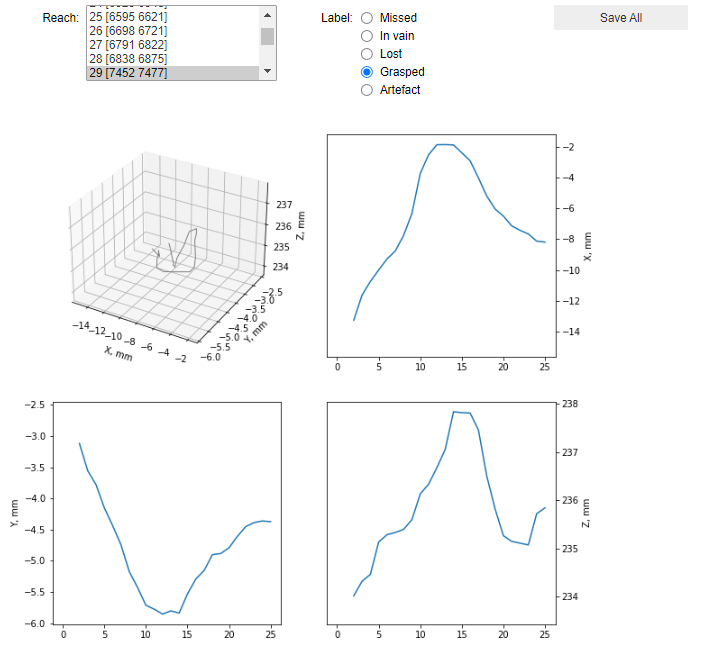 Reach:
25 [6595 6621]
26 [6698 6721]
27 [6791 6822]
28 [6838 6875]
29 [7452 7477]
Label:
Missed
In vain
Lost
Grasped
Artefact
Save All
237
236
235
234
Z, mm
−2.5
−3.0
−3.5
−4.0
−4.5
−5.0
−5.5
−6.0
Y, mm
−14
−12
−10
−8
−6
−4
−2
X, mm
−2
−4
−6
−8
−10
−12
−14
X, mm
0 5 10 15 20 25
−2.5
−3.0
−3.5
−4.0
−4.5
−5.0
−5.5
−6.0
Y, mm
0 5 10 15 20 25
238
237
236
235
234
Z, mm
0 5 10 15 20 25